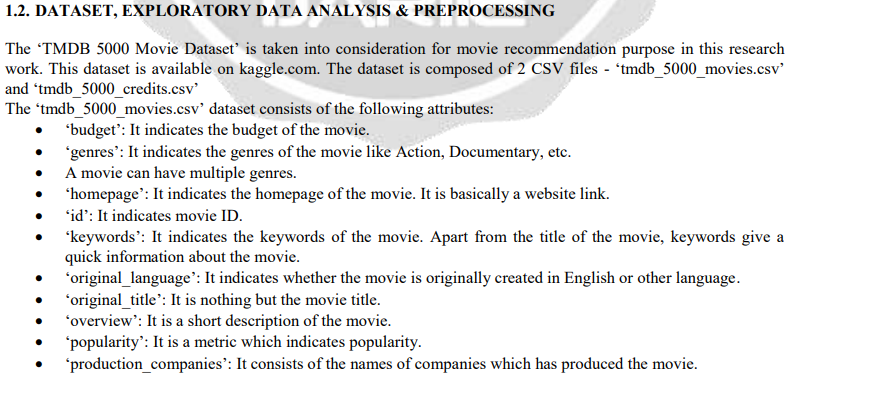 1.2. DATASET, EXPLORATORY DATA ANALYSIS & PREPROCESSING
The ‘TMDB 5000 Movie Dataset’ is taken into consideration for movie recommendation purpose in this research
work. This dataset is available on kaggle.com. The dataset is composed of 2 CSV files - ‘tmdb_5000_movies.csv’
and ‘tmdb_5000_credits.csv’
The ‘tmdb_5000_movies.csv’ dataset consists of the following attributes:
• ‘budget’: It indicates the budget of the movie.
• ‘genres’: It indicates the genres of the movie like Action, Documentary, etc.
• A movie can have multiple genres.
• ‘homepage’: It indicates the homepage of the movie. It is basically a website link.
• ‘id’: It indicates movie ID.
• ‘keywords’: It indicates the keywords of the movie. Apart from the title of the movie, keywords give a
quick information about the movie.
• ‘original_language’: It indicates whether the movie is originally created in English or other language.
• ‘original_title’: It is nothing but the movie title.
• ‘overview’: It is a short description of the movie.
• ‘popularity’: It is a metric which indicates popularity.
• ‘production_companies’: It consists of the names of companies which has produced the movie.